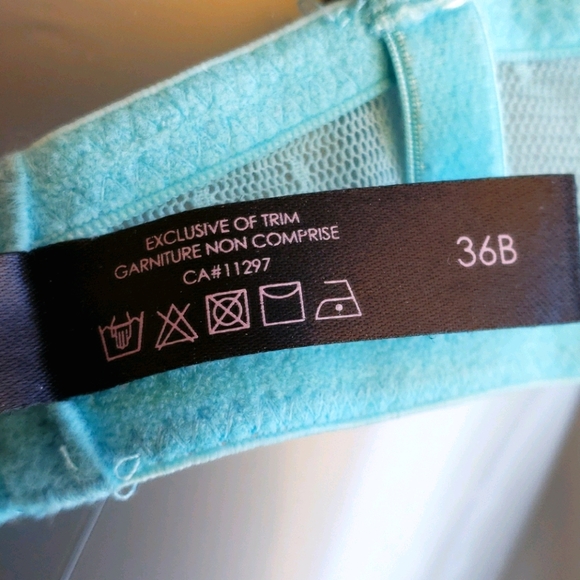 EXCLUSIVE OF TRIM
GARNITURE NON COMPRISE
CA#11297
36B